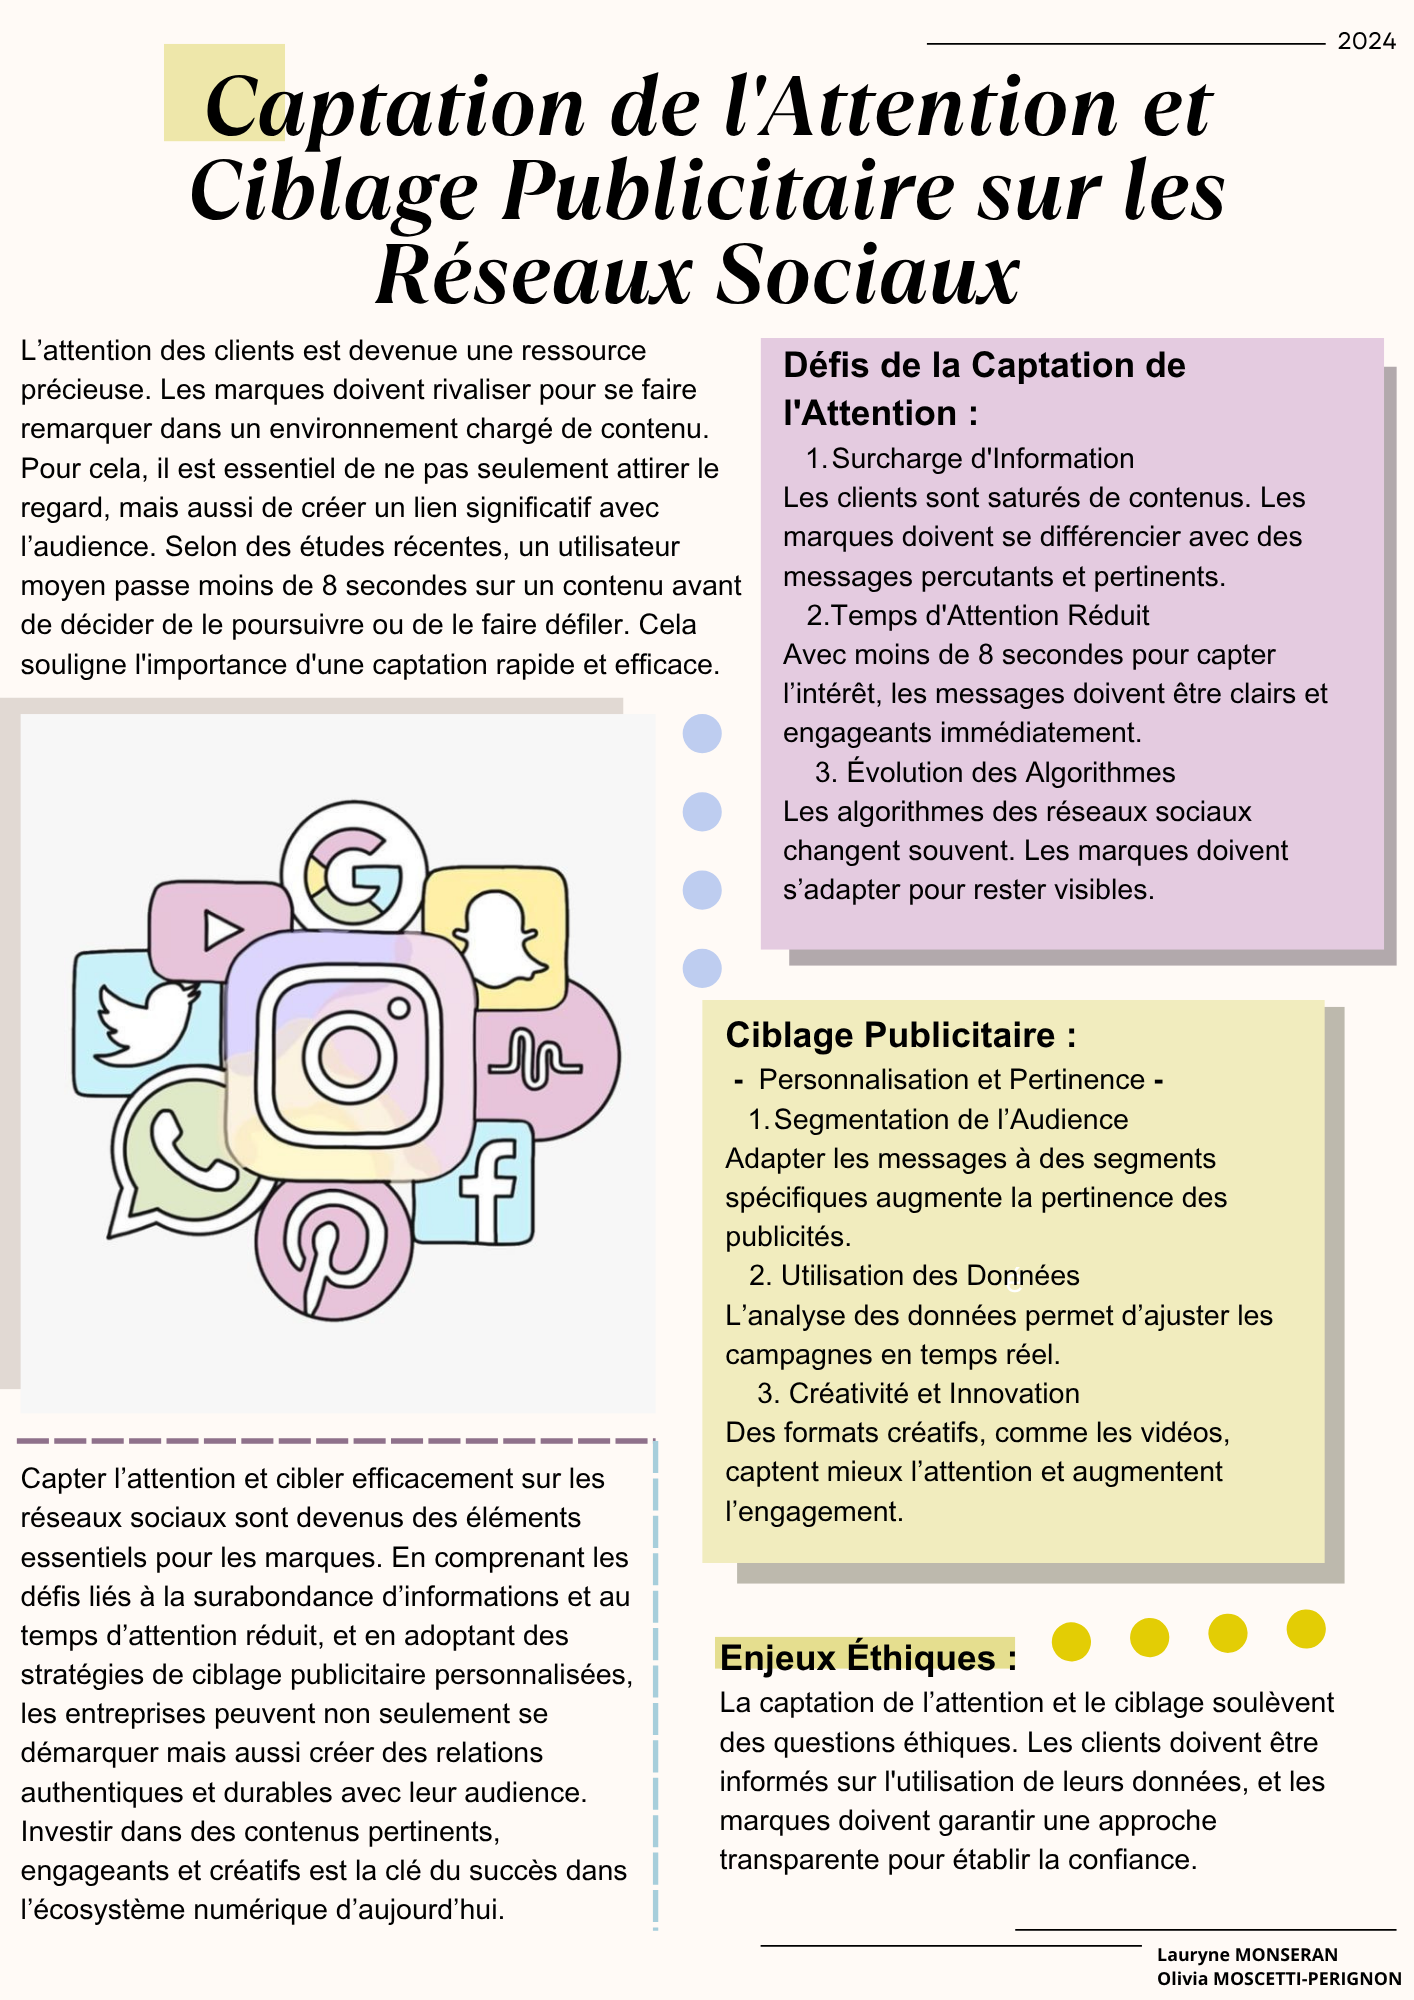 2024
Captation de l'Attention et
Ciblage Publicitaire sur les
Réseaux Sociaux
L’attention des clients est devenue une ressource
précieuse. Les marques doivent rivaliser pour se faire
remarquer dans un environnement chargé de contenu.
Pour cela, il est essentiel de ne pas seulement attirer le
regard, mais aussi de créer un lien significatif avec
l’audience. Selon des études récentes, un utilisateur
moyen passe moins de 8 secondes sur un contenu avant
de décider de le poursuivre ou de le faire défiler. Cela
souligne l'importance d'une captation rapide et efficace.
Défis de la Captation de
l'Attention :
1. Surcharge d'Information
Les clients sont saturés de contenus. Les
marques doivent se différencier avec des
messages percutants et pertinents.
2.Temps d'Attention Réduit
Avec moins de 8 secondes pour capter
l’intérêt, les messages doivent être clairs et
engageants immédiatement.
3. Évolution des Algorithmes
Les algorithmes des réseaux sociaux
changent souvent. Les marques doivent
s’adapter pour rester visibles.
Ciblage Publicitaire :
- Personnalisation et Pertinence -
1. Segmentation de l’Audience
Adapter les messages à des segments
spécifiques augmente la pertinence des
publicités.
2. Utilisation des Données
L’analyse des données permet d’ajuster les
campagnes en temps réel.
3. Créativité et Innovation
Des formats créatifs, comme les vidéos,
captent mieux l’attention et augmentent
l’engagement.
Capter l’attention et cibler efficacement sur les
réseaux sociaux sont devenus des éléments
essentiels pour les marques. En comprenant les
défis liés à la surabondance d’informations et au
temps d’attention réduit, et en adoptant des
stratégies de ciblage publicitaire personnalisées,
les entreprises peuvent non seulement se
démarquer mais aussi créer des relations
authentiques et durables avec leur audience.
Investir dans des contenus pertinents,
engageants et créatifs est la clé du succès dans
l’écosystème numérique d’aujourd’hui.
Enjeux Éthiques :
La captation de l’attention et le ciblage soulèvent
des questions éthiques. Les clients doivent être
informés sur l'utilisation de leurs données, et les
marques doivent garantir une approche
transparente pour établir la confiance.
Lauryne MONSERAN
Olivia MOSCETTI-PERIGNON